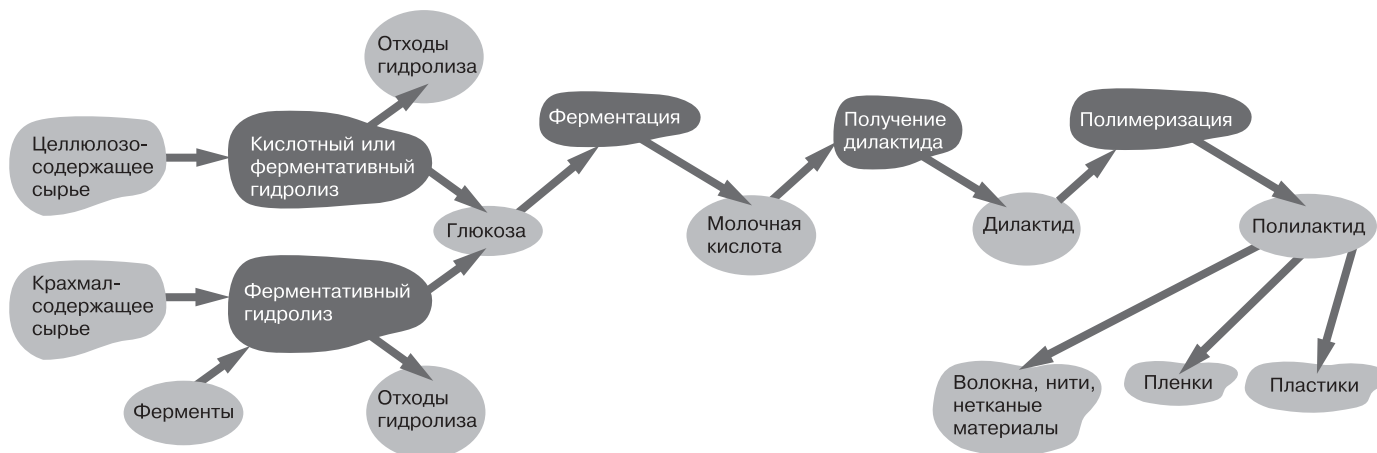 Отходы
гидролиза
Целлюлозо-
содержащее
сырье
Кислотный или
ферментативный
гидролиз
Глюкоза
Крахмал-
содержащее
сырье
Ферментативный
гидролиз
Ферменты
Отходы
гидролиза
Ферментация
Молочная
кислота
Получение
дилактида
Дилактид
Полимеризация
Полилактид
Волокна, нити,
нетканые
материалы
Пленки
Пластики